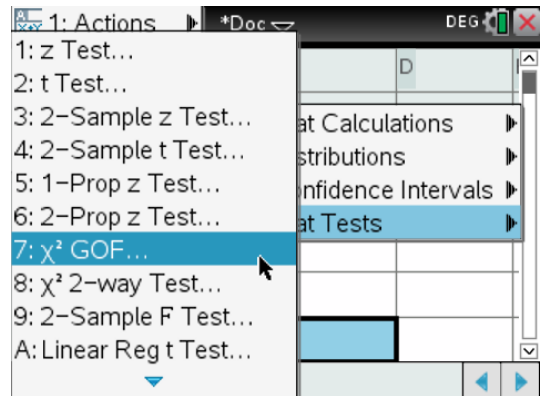 1: Actions
*Doc
DEG
1: z Test...
2: t Test...
3: 2-Sample z Test...
4: 2-Sample t Test...
5: 1-Prop z Test...
6: 2-Prop z Test...
7: χ² GOF...
8: χ² 2-way Test...
9: 2-Sample F Test...
A: Linear Reg t Test...
D
at Calculations
stributions
nfidence Intervals
at Tests